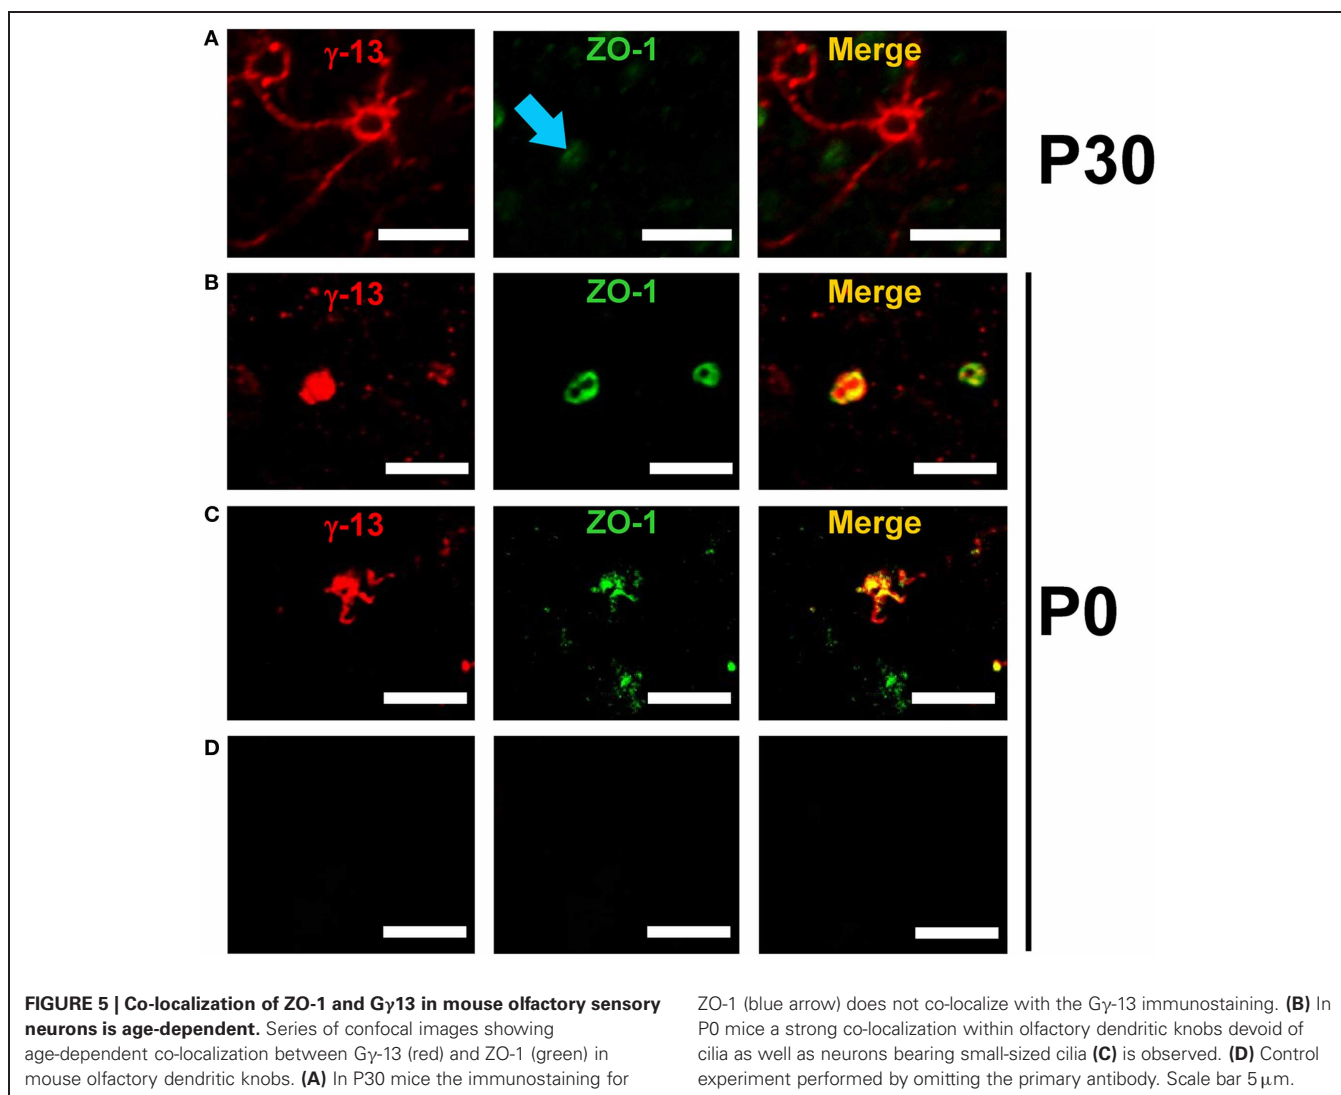 A
γ-13
ZO-1
Merge
P30
B
γ-13
ZO-1
Merge
C
γ-13
ZO-1
Merge
P0
D
FIGURE 5 | Co-localization of ZO-1 and Gγ13 in mouse olfactory sensory
neurons is age-dependent. Series of confocal images showing
age-dependent co-localization between Gγ-13 (red) and ZO-1 (green) in
mouse olfactory dendritic knobs. (A) In P30 mice the immunostaining for
ZO-1 (blue arrow) does not co-localize with the Gγ-13 immunostaining. (B) In
P0 mice a strong co-localization within olfactory dendritic knobs devoid of
cilia as well as neurons bearing small-sized cilia (C) is observed. (D) Control
experiment performed by omitting the primary antibody. Scale bar 5 μm.